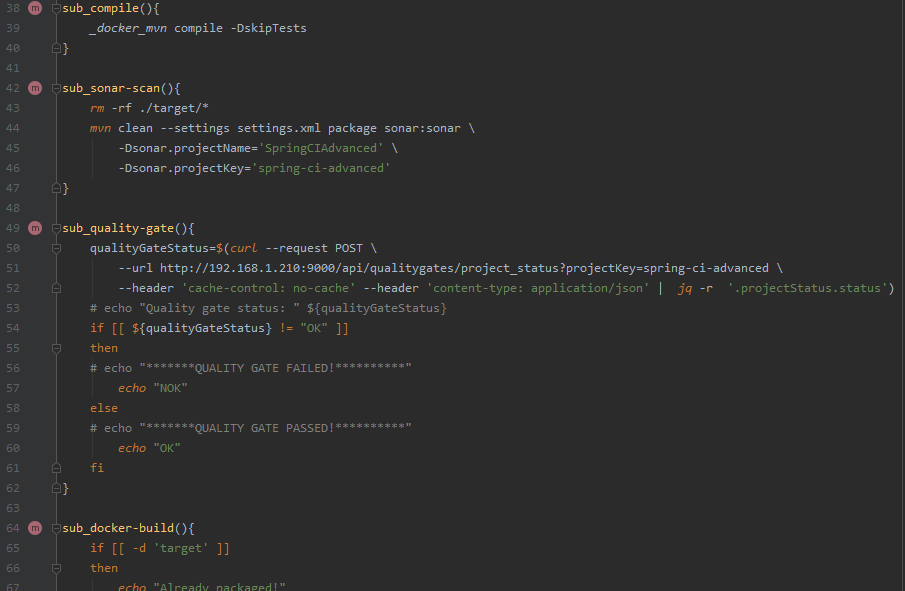 38 m sub_compile(){
39 _docker_mvn compile -DskipTests
40 }
41
42 m sub_sonar-scan(){
43 rm -rf ./target/*
44 mvn clean --settings settings.xml package sonar:sonar \
45 -Dsonar.projectName='SpringCIAdvanced' \
46 -Dsonar.projectKey='spring-ci-advanced'
47 }
48
49 m sub_quality-gate(){
50 qualityGateStatus=$(curl --request POST \
51 --url http://192.168.1.210:9000/api/qualitygates/project_status?projectKey=spring-ci-advanced \
52 --header 'cache-control: no-cache' --header 'content-type: application/json' | jq -r '.projectStatus.status')
53 # echo "Quality gate status: " ${qualityGateStatus}
54 if [[ ${qualityGateStatus} != "OK" ]]
55 then
56 # echo "*******QUALITY GATE FAILED!**********"
57 echo "NOK"
58 else
59 # echo "*******QUALITY GATE PASSED!**********"
60 echo "OK"
61 fi
62 }
63
64 m sub_docker-build(){
65 if [[ -d 'target' ]]
66 then
67 echo "Already packaged!"